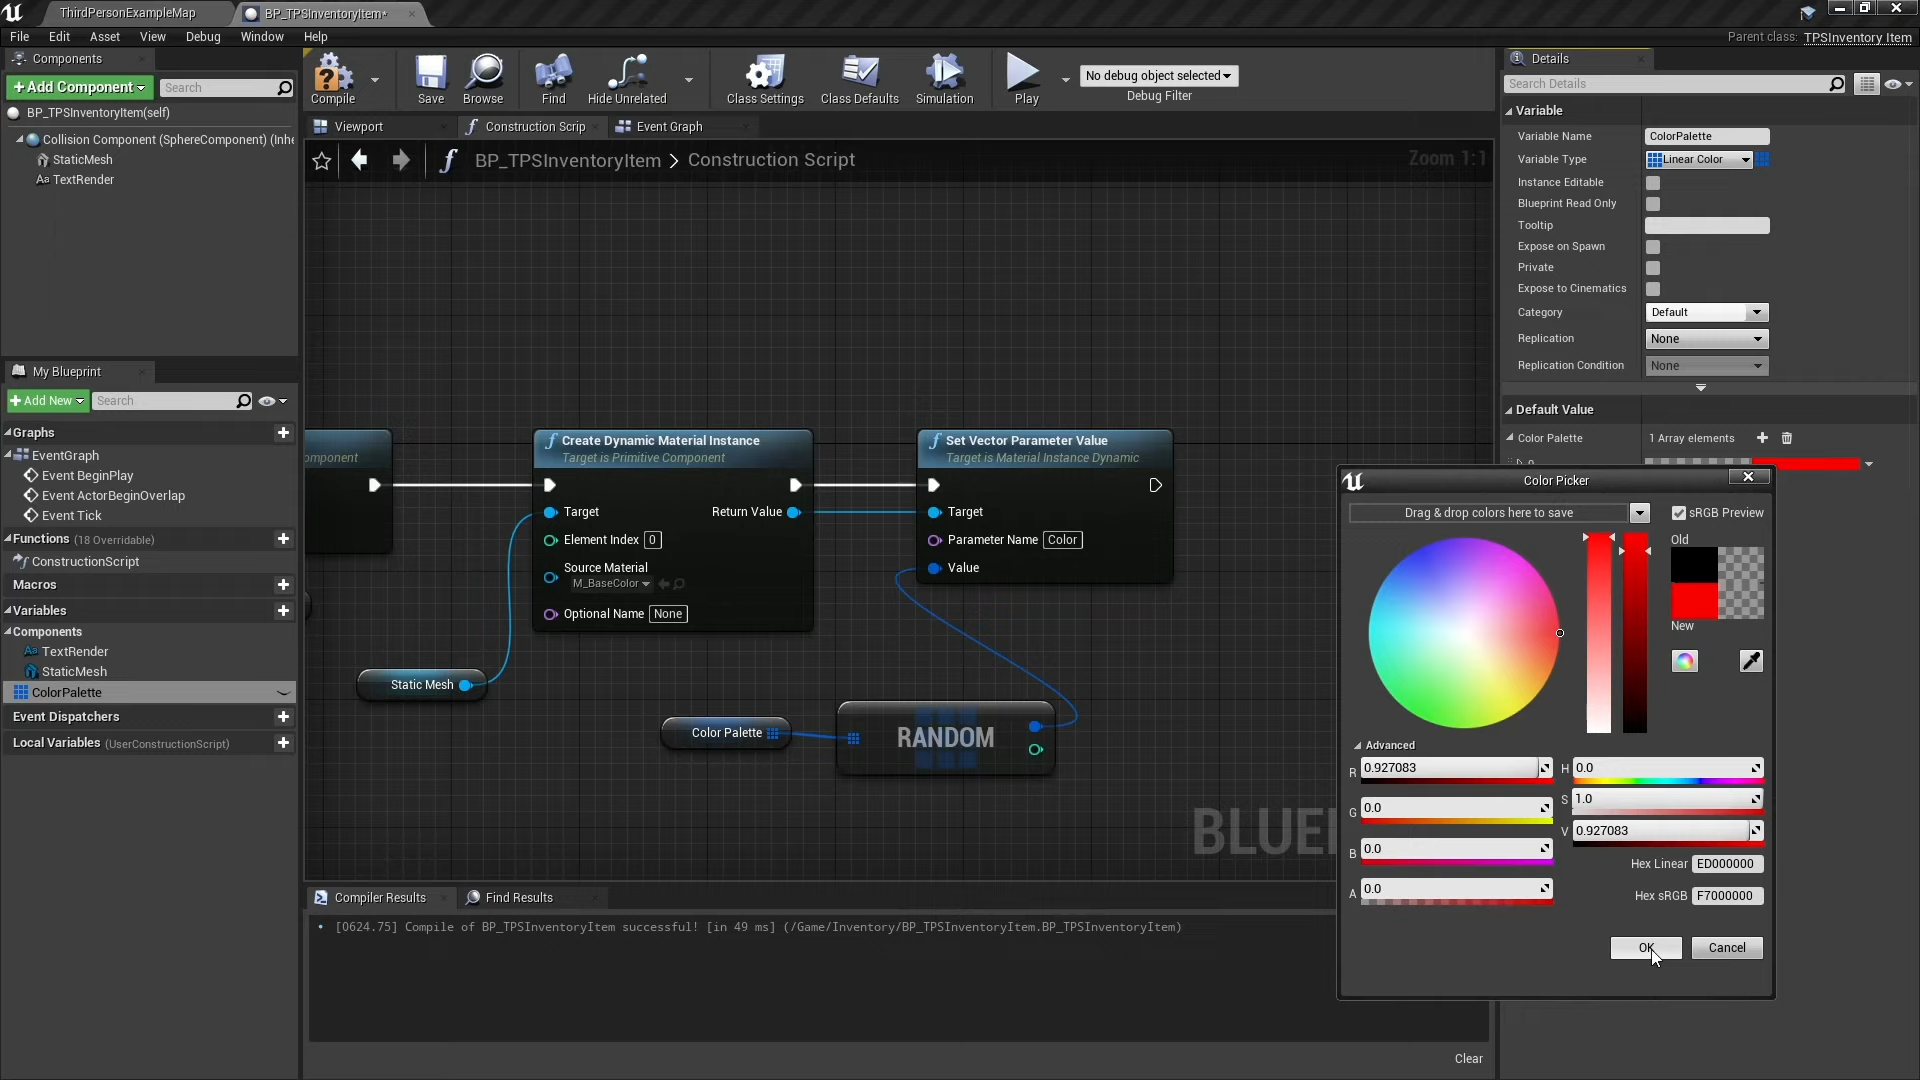 ThirdPersonExampleMap
BP_TPSInventoryItem*
File Edit Asset View Debug Window Help
Parent class: TPSInventory Item
Components
+Add Component
Search
BP_TPSInventoryItem(self)
Collision Component (SphereComponent) (Inhe
StaticMesh
Aa TextRender
My Blueprint
+Add New
Search
Graphs
EventGraph
Event BeginPlay
Event ActorBeginOverlap
Event Tick
Functions (18 Overridable)
ConstructionScript
Macros
Variables
Components
Aa TextRender
StaticMesh
ColorPalette
Event Dispatchers
Local Variables (UserConstructionScript)
Compile
Save
Browse
Find
Hide Unrelated
Class Settings
Class Defaults
Simulation
Play
No debug object selected
Debug Filter
Viewport
Construction Scrip
Event Graph
BP_TPSInventoryItem > Construction Script
Zoom 1:1
omponent
Create Dynamic Material Instance
Target is Primitive Component
Target
Return Value
Element Index 0
Source Material
M_BaseColor
Optional Name None
Set Vector Parameter Value
Target is Material Instance Dynamic
Target
Parameter Name Color
Value
Static Mesh
Color Palette
RANDOM
BLUE
Compiler Results
Find Results
[0624.75] Compile of BP_TPSInventoryItem successful! [in 49 ms] (/Game/Inventory/BP_TPSInventoryItem.BP_TPSInventoryItem)
Clear
Details
Search Details
Variable
Variable Name ColorPalette
Variable Type Linear Color
Instance Editable
Blueprint Read Only
Tooltip
Expose on Spawn
Private
Expose to Cinematics
Category Default
Replication None
Replication Condition None
Default Value
Color Palette 1 Array elements
Color Picker
Drag & drop colors here to save
sRGB Preview
Old
New
Advanced
R 0.927083
G 0.0
B 0.0
A 0.0
H 0.0
S 1.0
V 0.927083
Hex Linear ED000000
Hex sRGB F7000000
OK
Cancel